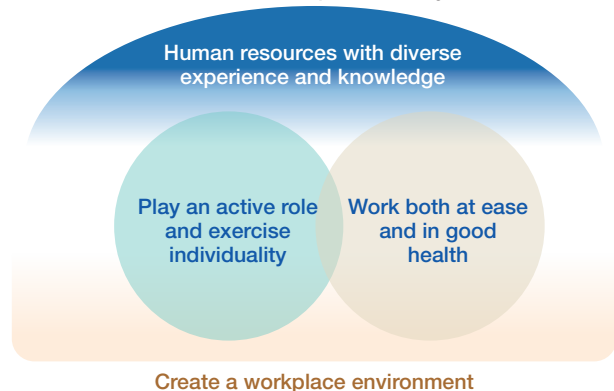 Human resources with diverse
experience and knowledge
Play an active role
and exercise
individuality
Work both at ease
and in good
health
Create a workplace environment